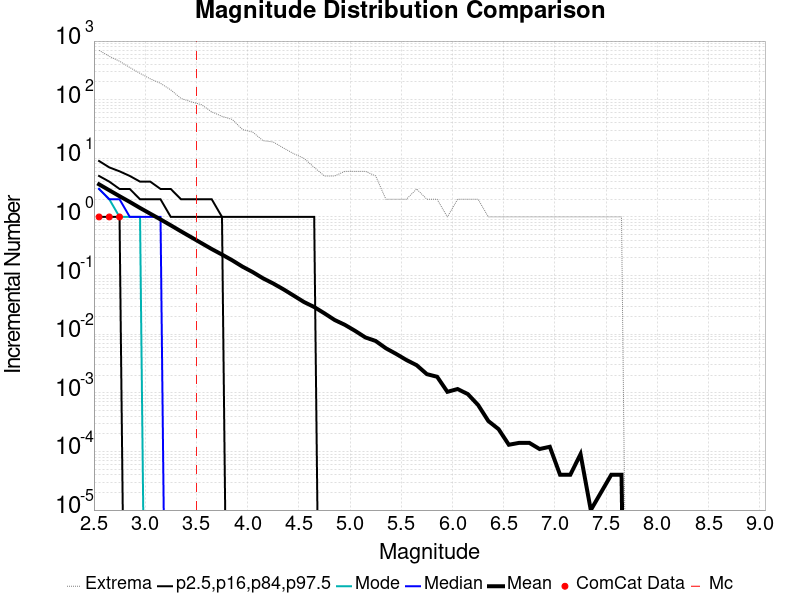 Magnitude Distribution Comparison
Incremental Number
10^3
10^2
10^1
10^0
10^-1
10^-2
10^-3
10^-4
10^-5
2.5 3.0 3.5 4.0 4.5 5.0 5.5 6.0 6.5 7.0 7.5 8.0 8.5 9.0
Magnitude
Extrema p2.5,p16,p84,p97.5 Mode Median Mean ComCat Data Mc